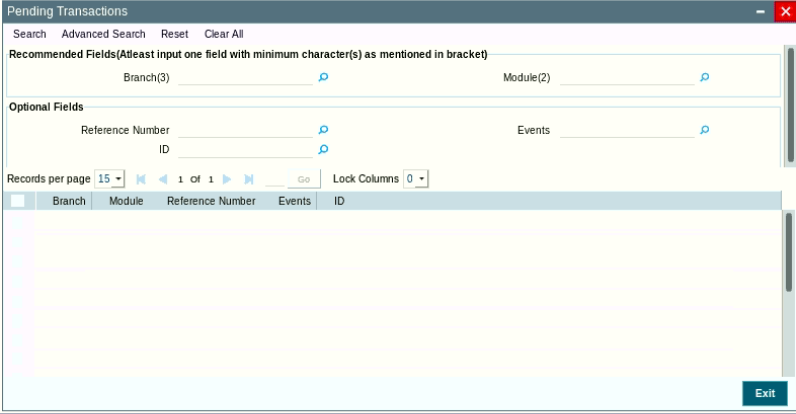 Pending Transactions
Search Advanced Search Reset Clear All
Recommended Fields(Atleast input one field with minimum character(s) as mentioned in bracket)
Branch(3) Module(2)
Optional Fields
Reference Number Events
ID
Records per page 15 1 Of 1 Go Lock Columns 0
Branch Module Reference Number Events ID
Exit